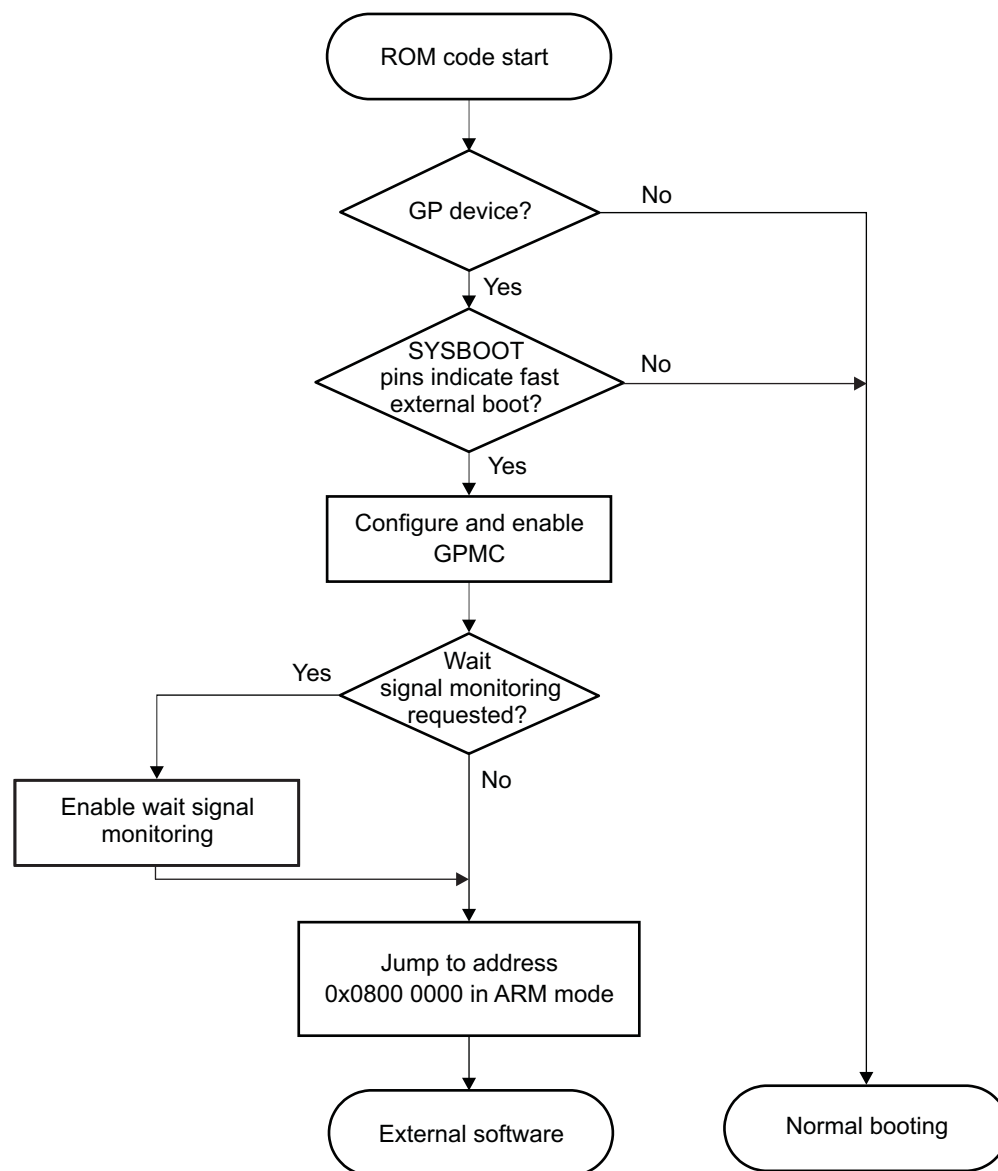 ROM code start
GP device?
No
Yes
SYSBOOT
pins indicate fast
external boot?
No
Yes
Configure and enable
GPMC
Wait
signal monitoring
requested?
Yes
No
Enable wait signal
monitoring
Jump to address
0x0800 0000 in ARM mode
External software
Normal booting